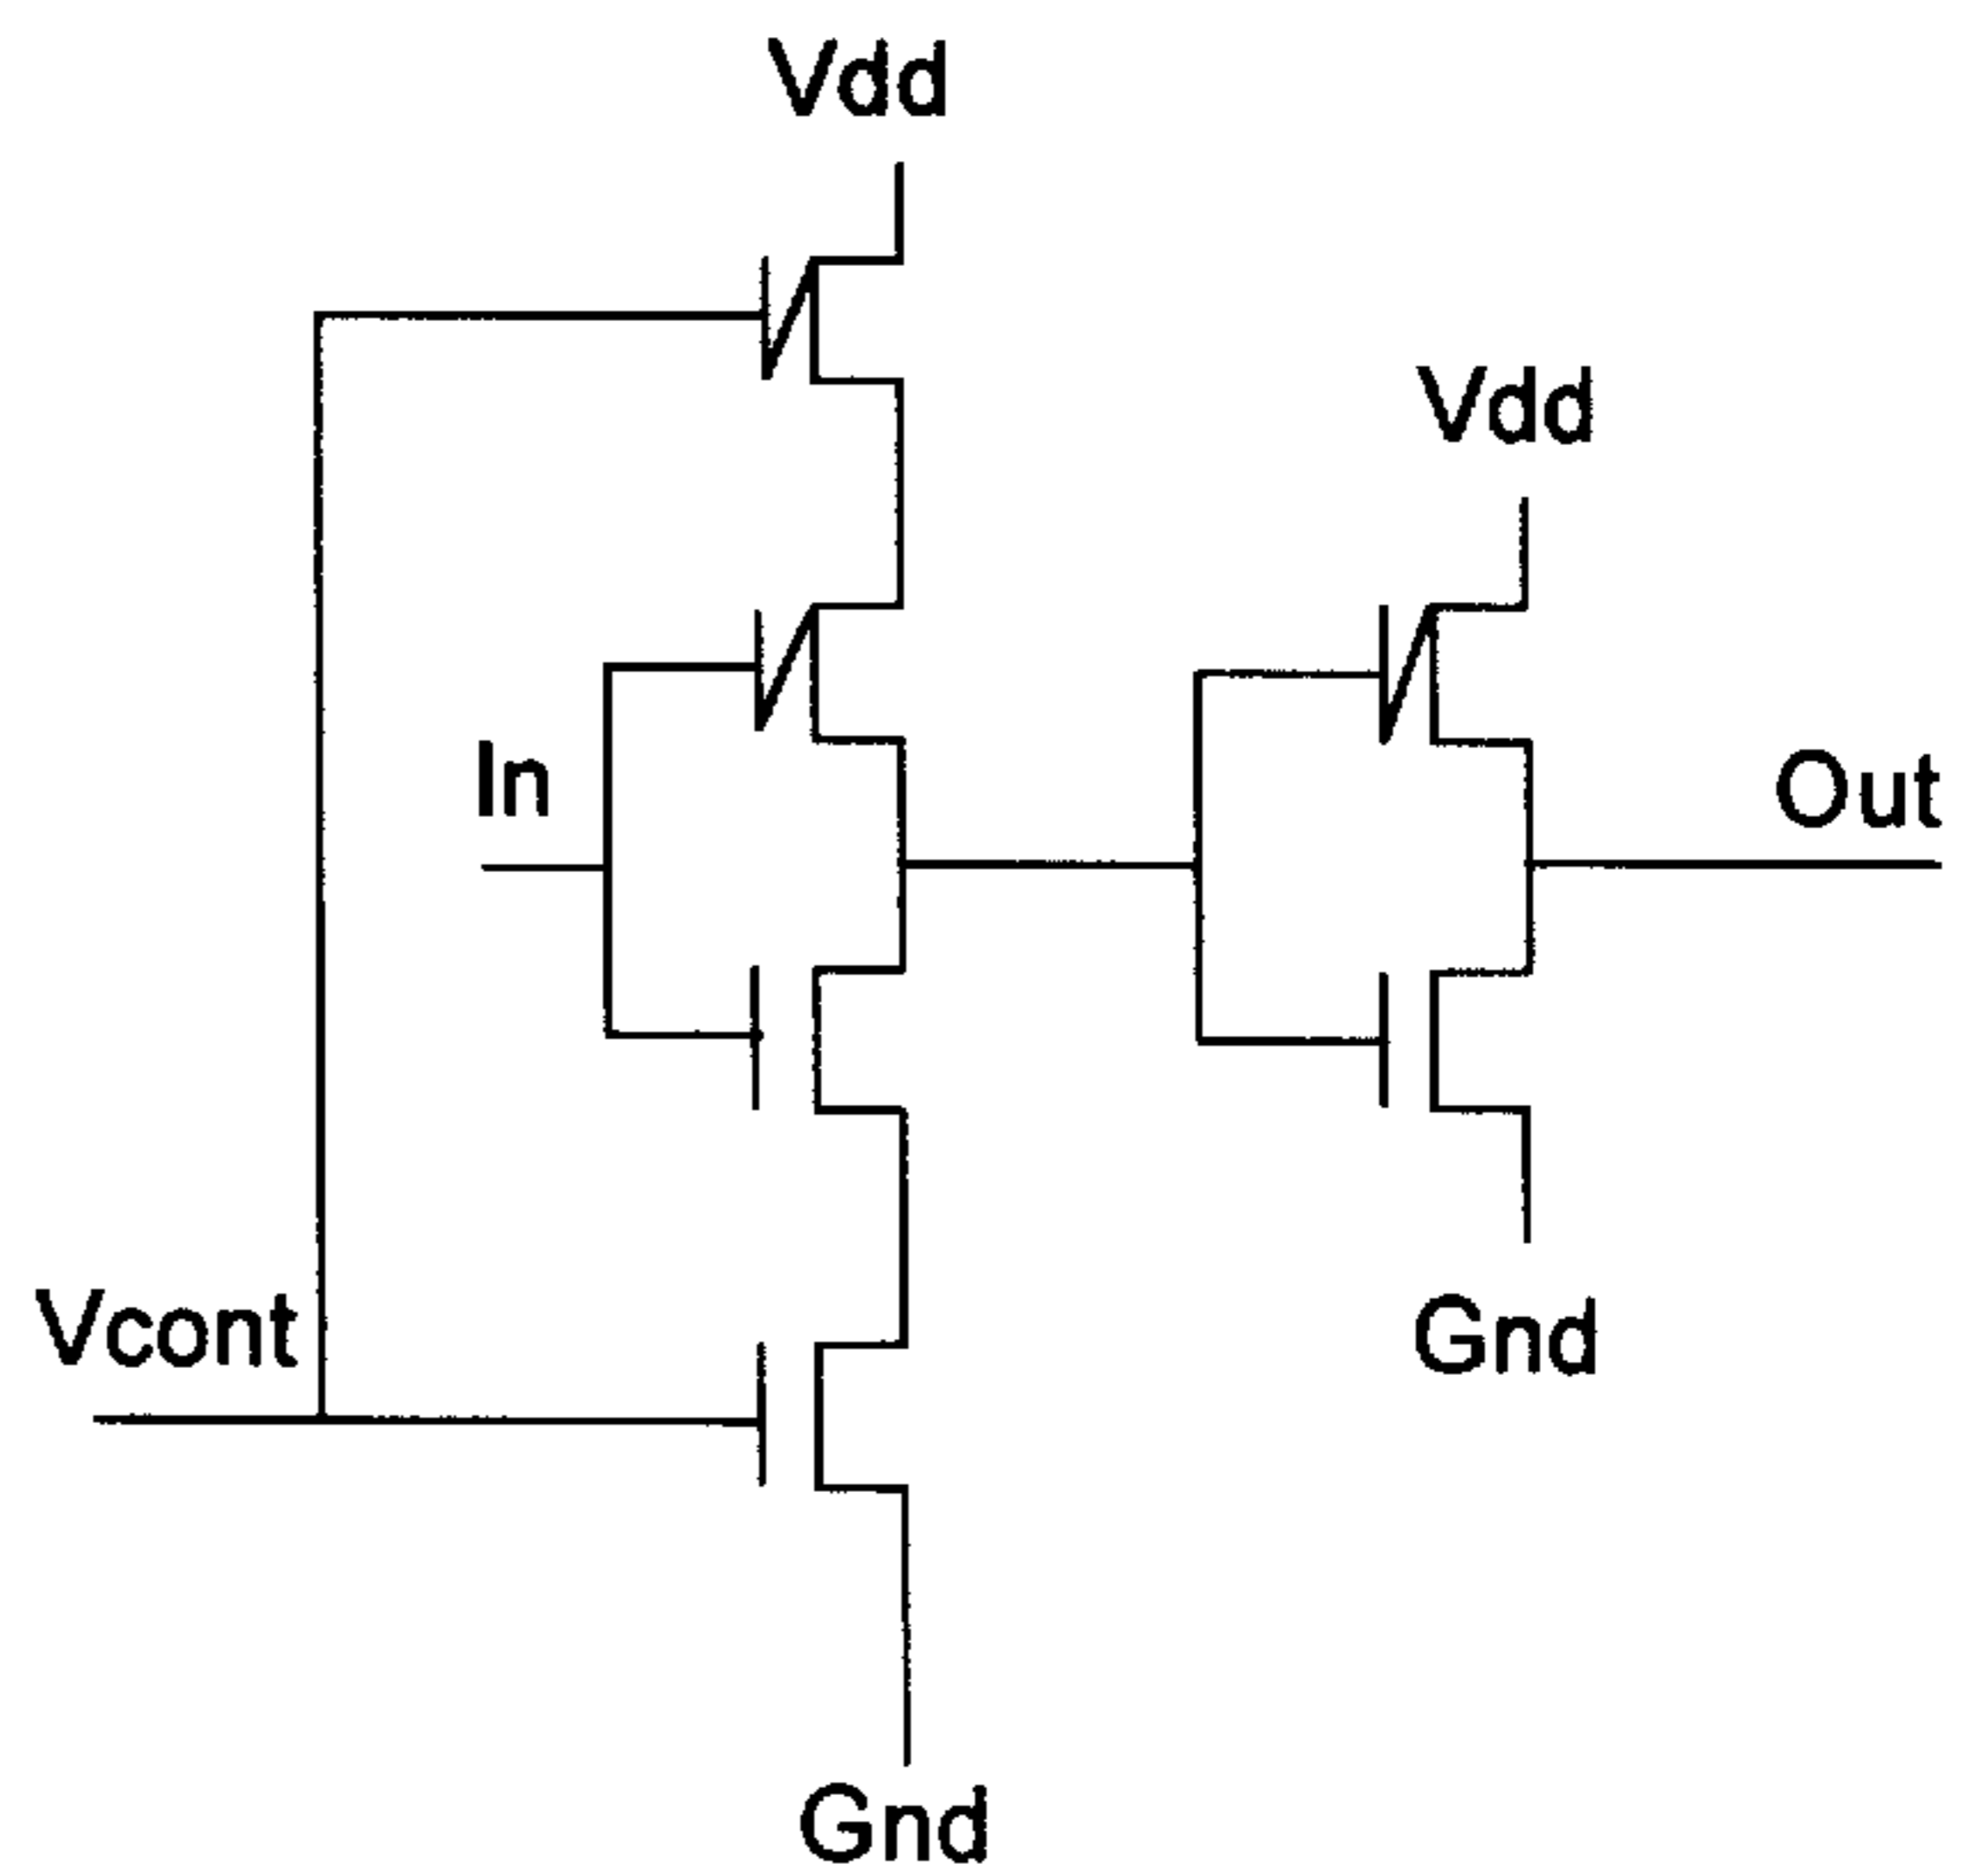 Vdd
Vdd
In
Out
Vcont
Gnd
Gnd